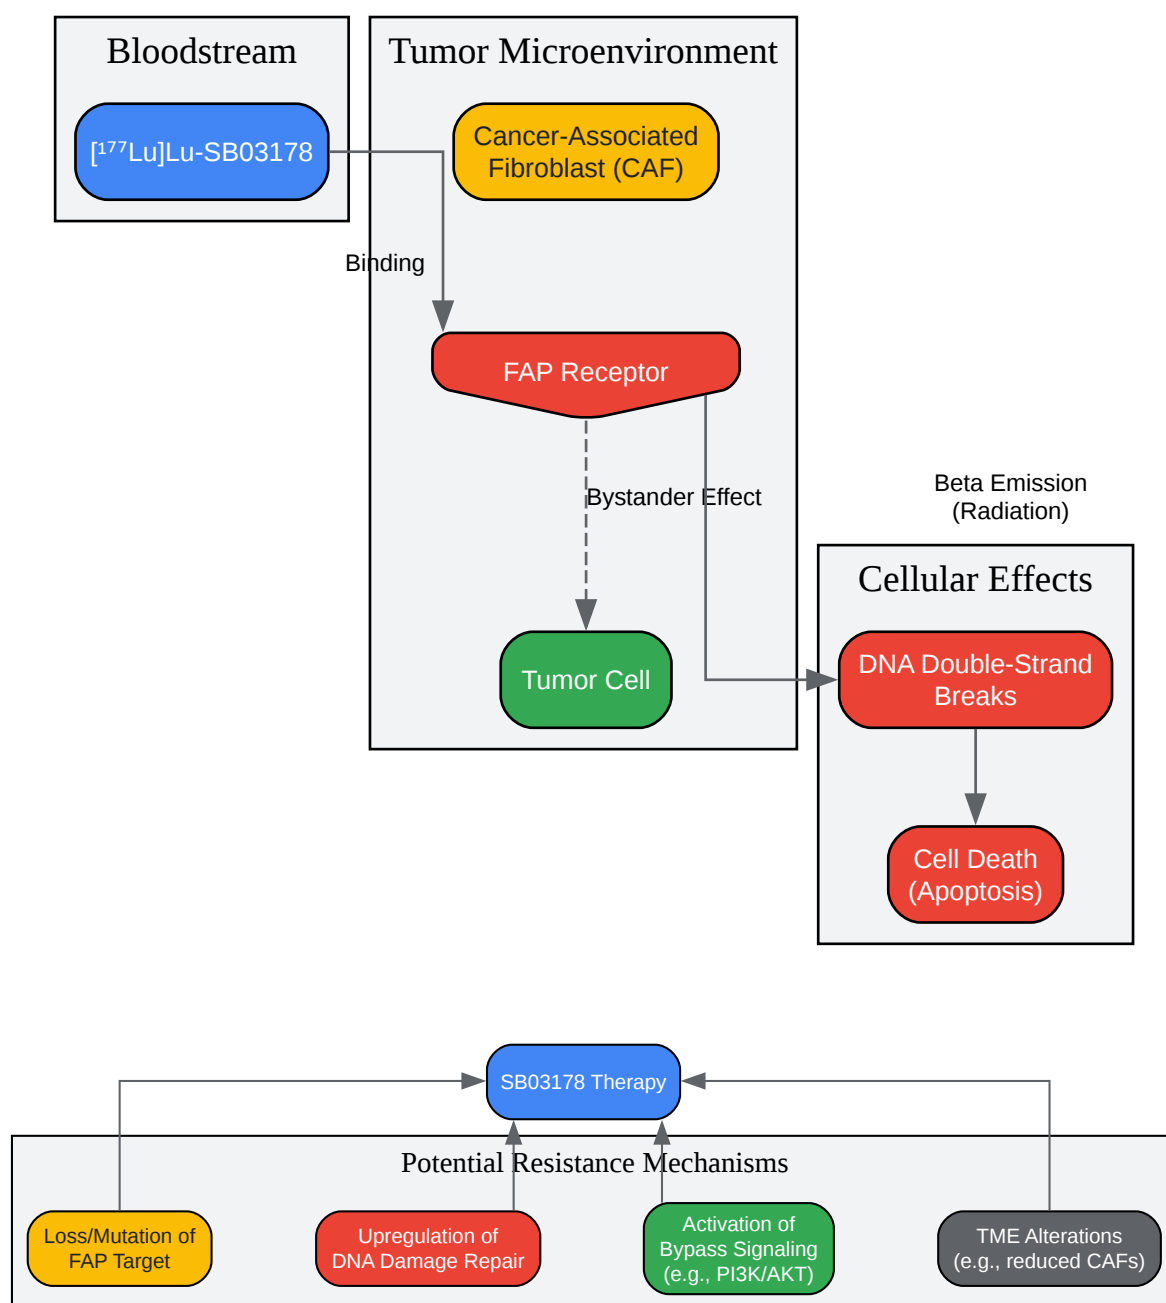 Bloodstream
Tumor Microenvironment
[¹⁷⁷Lu]Lu-SB03178
Cancer-Associated
Fibroblast (CAF)
Binding
FAP Receptor
Bystander Effect
Beta Emission
(Radiation)
Cellular Effects
Tumor Cell
DNA Double-Strand
Breaks
Cell Death
(Apoptosis)
SB03178 Therapy
Potential Resistance Mechanisms
Loss/Mutation of
FAP Target
Upregulation of
DNA Damage Repair
Activation of
Bypass Signaling
(e.g., PI3K/AKT)
TME Alterations
(e.g., reduced CAFs)